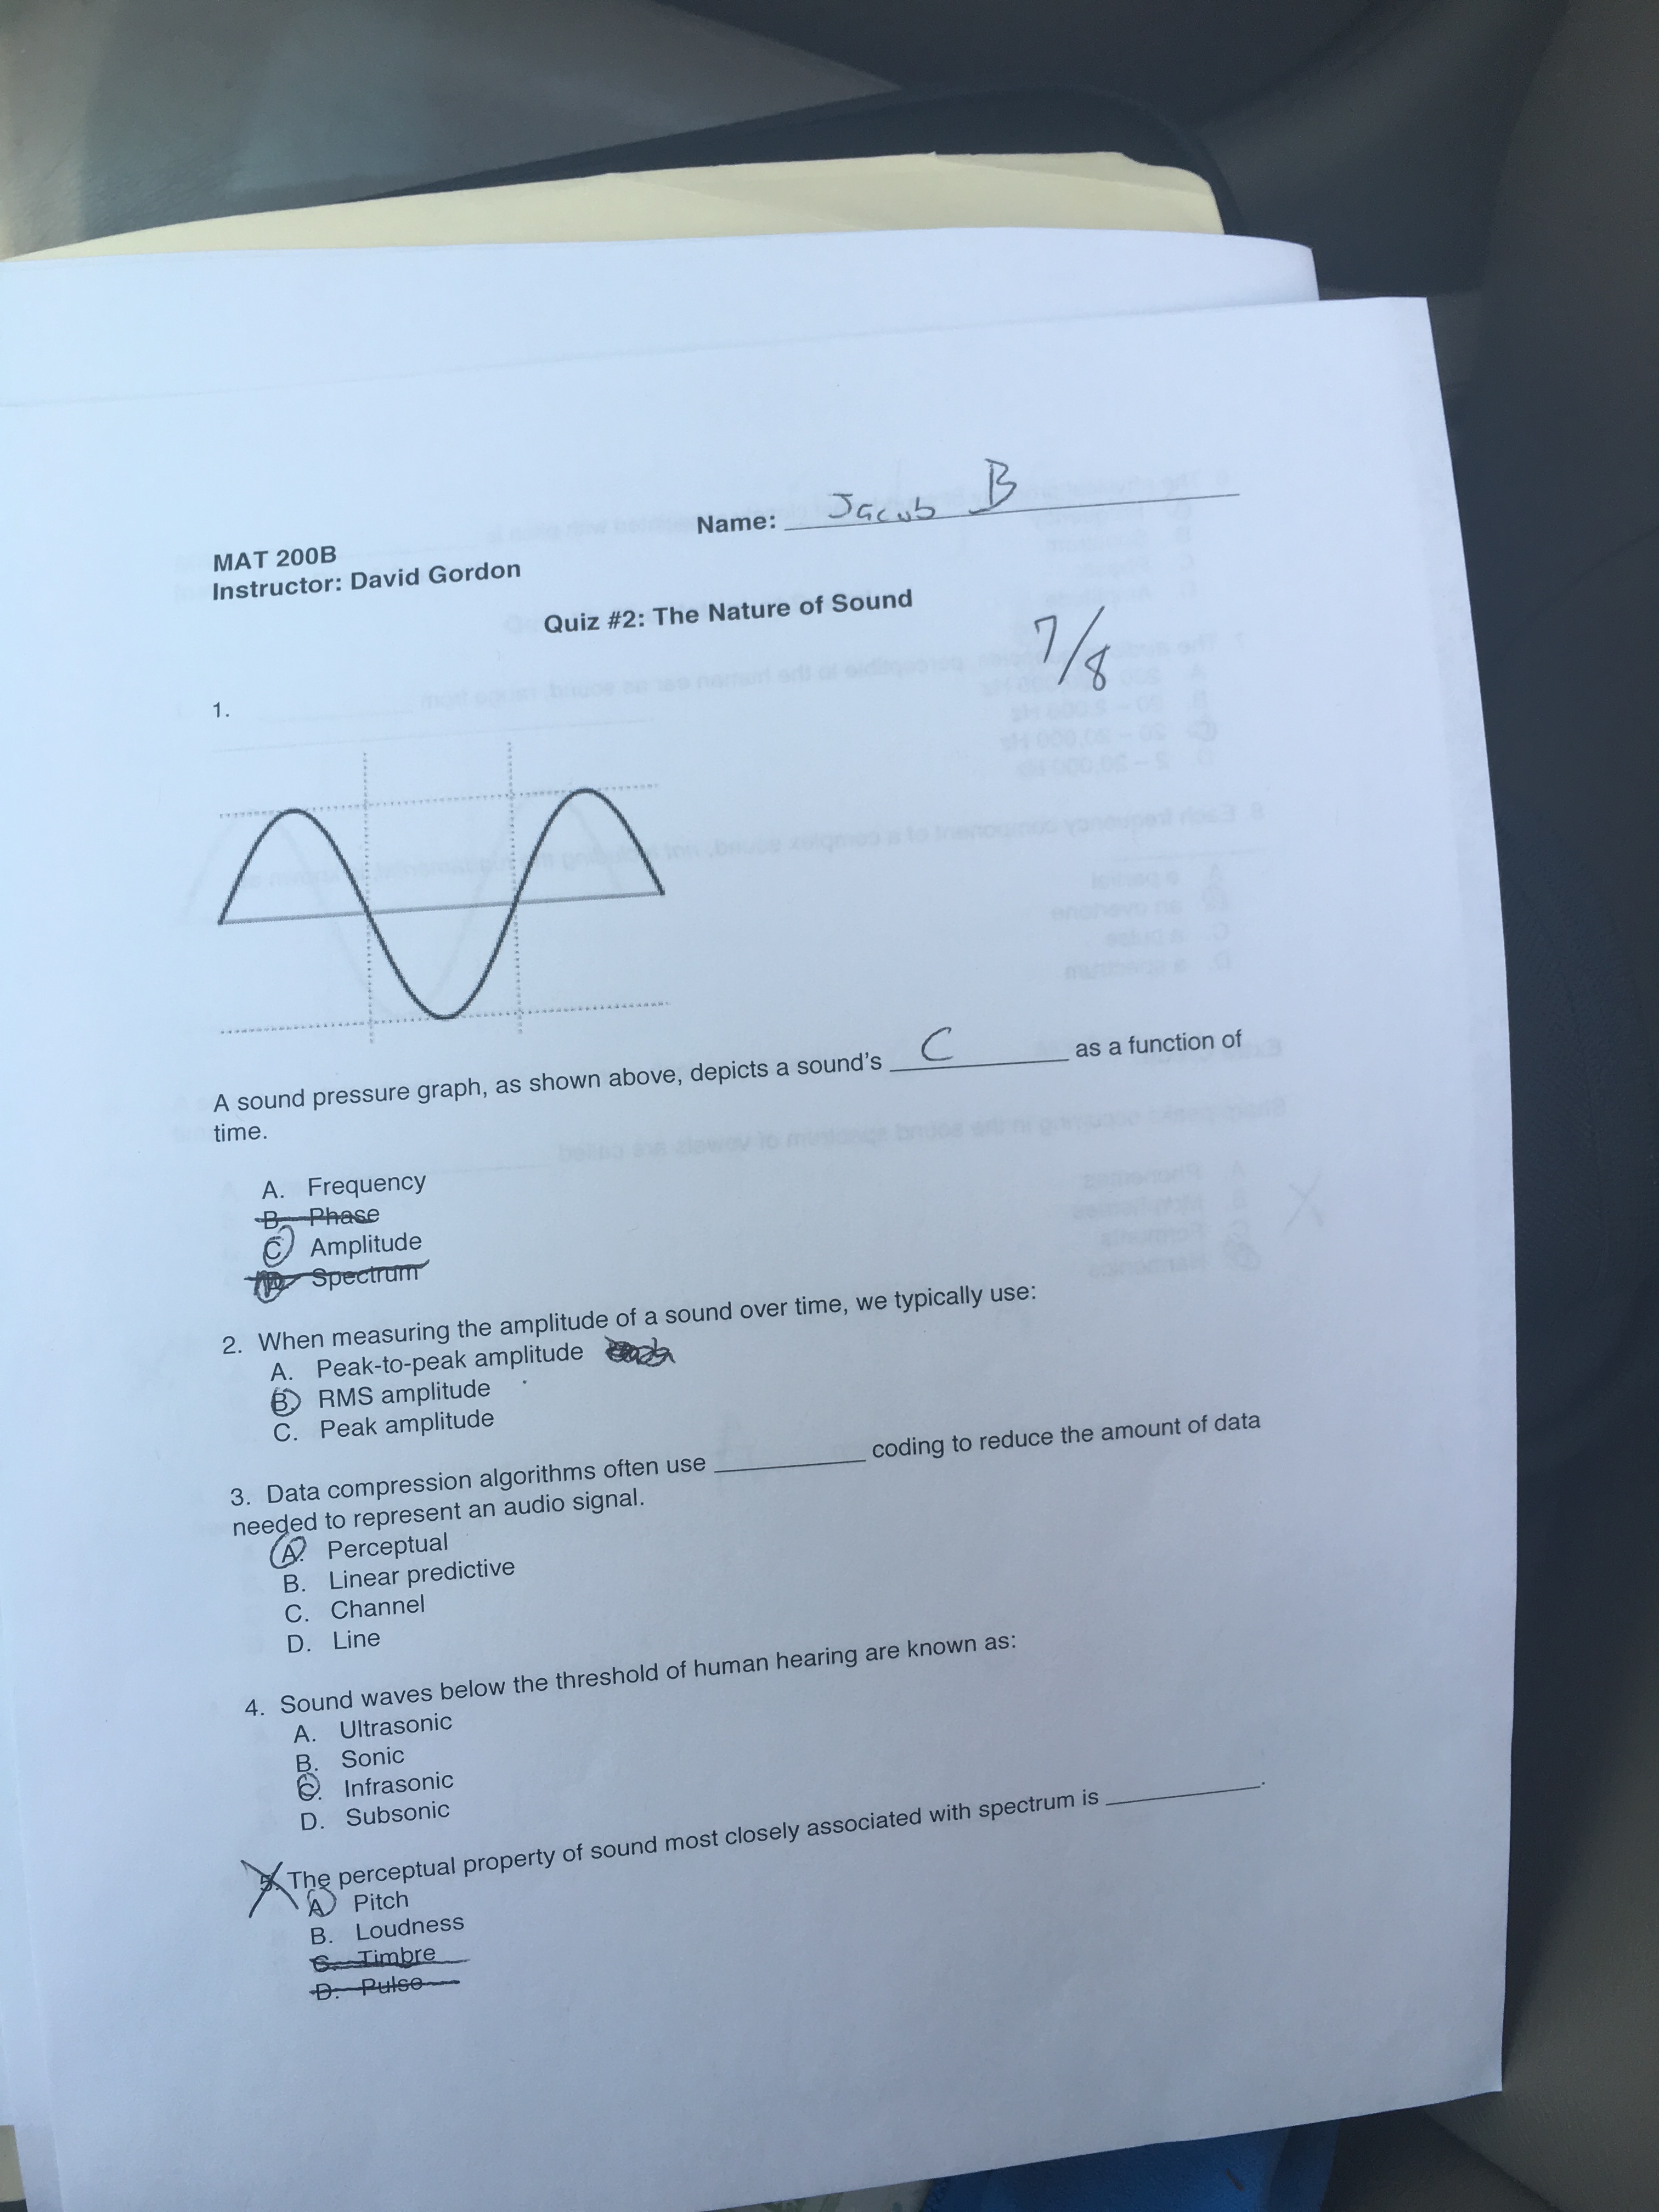 Name: Jacob B
MAT 200B
Instructor: David Gordon
Quiz #2: The Nature of Sound
7/8
1.
A sound pressure graph, as shown above, depicts a sound's C as a function of
time.
A. Frequency
B. Phase
C. Amplitude
D. Spectrum
2. When measuring the amplitude of a sound over time, we typically use:
A. Peak-to-peak amplitude
B. RMS amplitude
C. Peak amplitude
3. Data compression algorithms often use __________ coding to reduce the amount of data
needed to represent an audio signal.
A. Perceptual
B. Linear predictive
C. Channel
D. Line
4. Sound waves below the threshold of human hearing are known as:
A. Ultrasonic
B. Sonic
C. Infrasonic
D. Subsonic
5. The perceptual property of sound most closely associated with spectrum is __________.
A. Pitch
B. Loudness
C. Timbre
D. Pulse